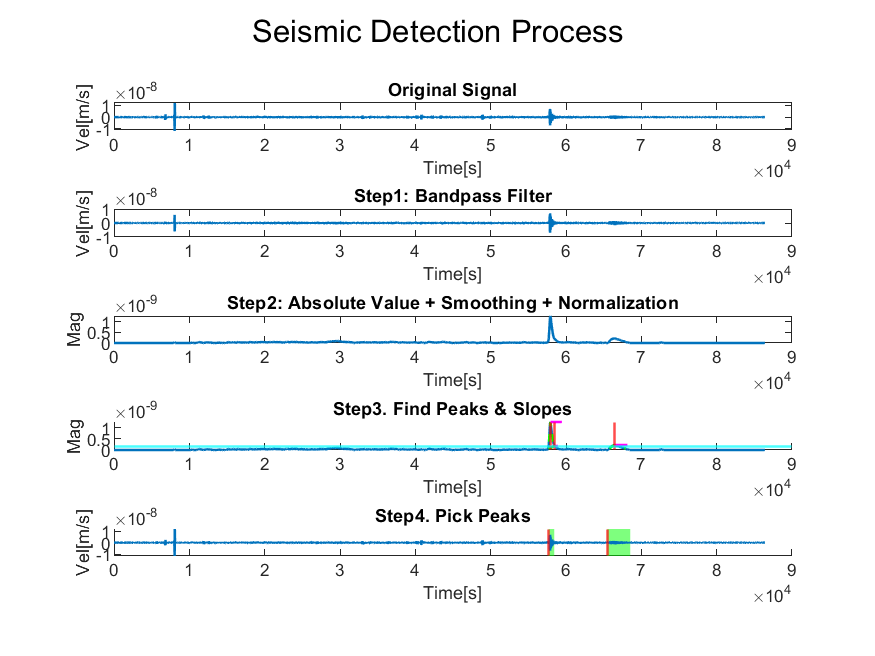 Seismic Detection Process
×10^-8
Original Signal
Vel[m/s]
1
0
-1
0 1 2 3 4 5 6 7 8 9
Time[s]
×10^4
×10^-8
Step1: Bandpass Filter
Vel[m/s]
1
0
-1
0 1 2 3 4 5 6 7 8 9
Time[s]
×10^4
×10^-9
Step2: Absolute Value + Smoothing + Normalization
Mag
1
0.5
0
0 1 2 3 4 5 6 7 8 9
Time[s]
×10^4
×10^-9
Step3. Find Peaks & Slopes
Mag
1
0.5
0
0 1 2 3 4 5 6 7 8 9
Time[s]
×10^4
×10^-8
Step4. Pick Peaks
Vel[m/s]
1
0
-1
0 1 2 3 4 5 6 7 8 9
Time[s]
×10^4